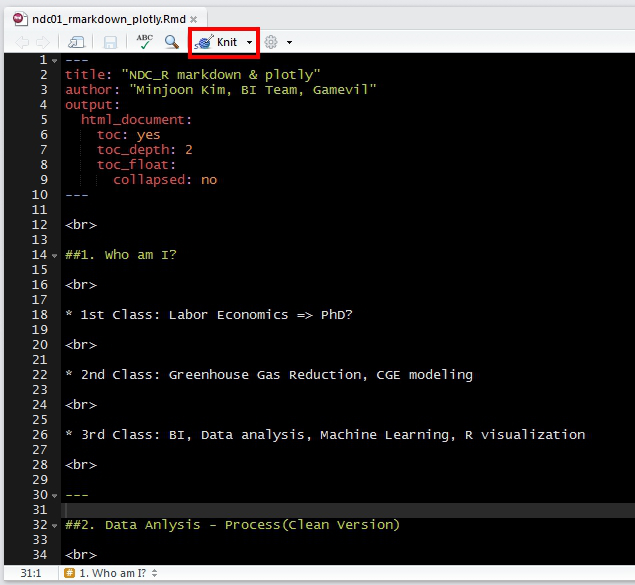 ndc01_rmarkdown_plotly.Rmd
ABC Knit
1 ---
2 title: "NDC_R markdown & plotly"
3 author: "Minjoon Kim, BI Team, Gamevil"
4 output:
5 html_document:
6 toc: yes
7 toc_depth: 2
8 toc_float:
9 collapsed: no
10 ---
11
12 <br>
13
14 ##1. Who am I?
15
16 <br>
17
18 * 1st Class: Labor Economics => PhD?
19
20 <br>
21
22 * 2nd Class: Greenhouse Gas Reduction, CGE modeling
23
24 <br>
25
26 * 3rd Class: BI, Data analysis, Machine Learning, R visualization
27
28 <br>
29
30 ---
31
32 ##2. Data Anlysis - Process(Clean Version)
33
34 <br>
31:1 # 1. Who am I?